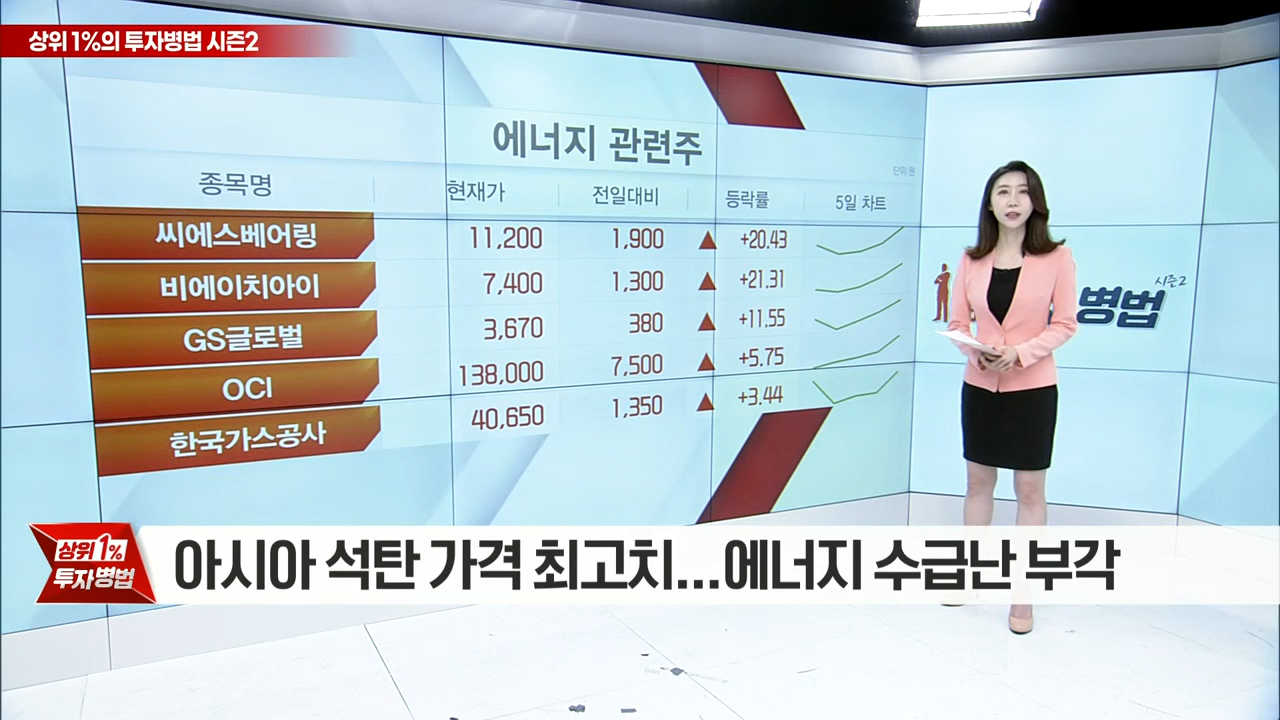 상위 1%의 투자병법 시즌2
에너지 관련주
단위:원
종목명 현재가 전일대비 등락률 5일 차트
씨에스베어링 11,200 1,900 ▲ +20.43
비에이치아이 7,400 1,300 ▲ +21.31
GS글로벌 3,670 380 ▲ +11.55
OCI 138,000 7,500 ▲ +5.75
한국가스공사 40,650 1,350 ▲ +3.44
병법 시즌2
상위 1%
투자병법
아시아 석탄 가격 최고치...에너지 수급난 부각